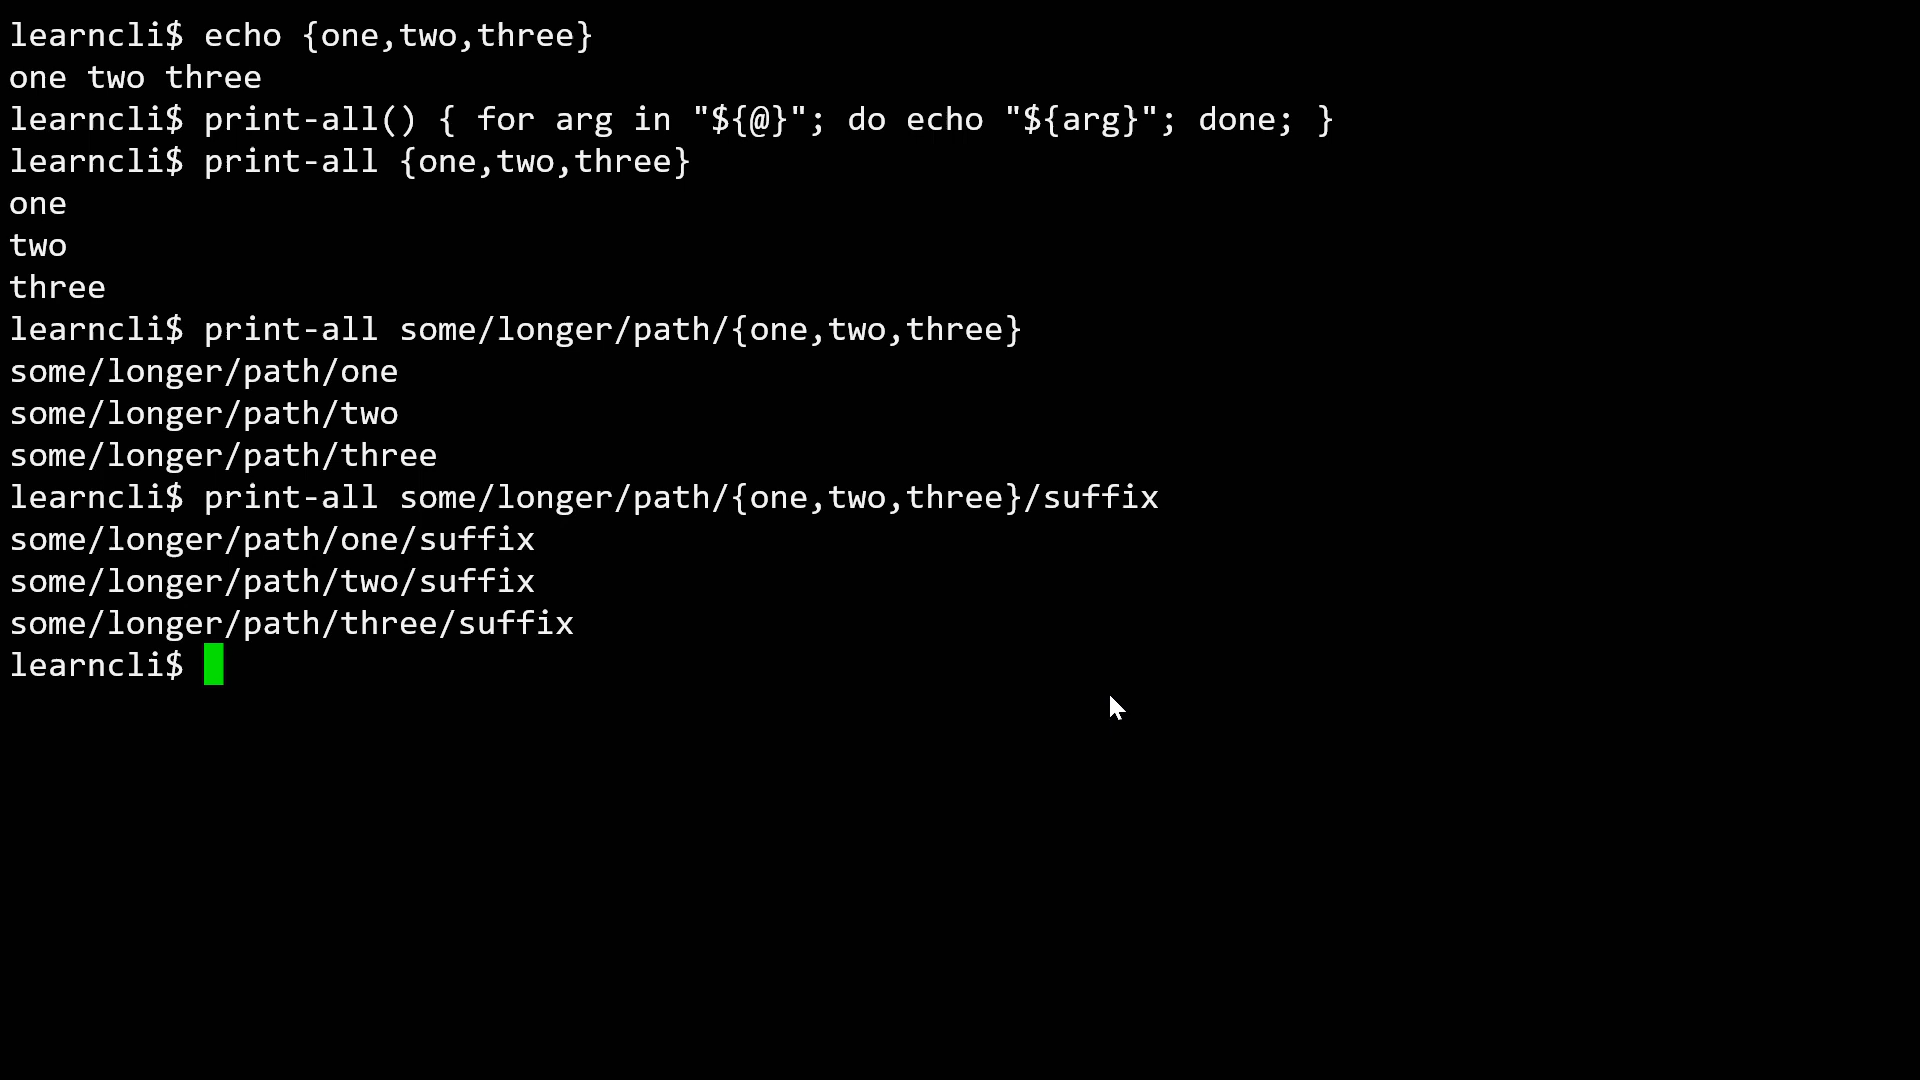 learncli$ echo {one,two,three}
one two three
learncli$ print-all() { for arg in "${@}"; do echo "${arg}"; done; }
learncli$ print-all {one,two,three}
one
two
three
learncli$ print-all some/longer/path/{one,two,three}
some/longer/path/one
some/longer/path/two
some/longer/path/three
learncli$ print-all some/longer/path/{one,two,three}/suffix
some/longer/path/one/suffix
some/longer/path/two/suffix
some/longer/path/three/suffix
learncli$